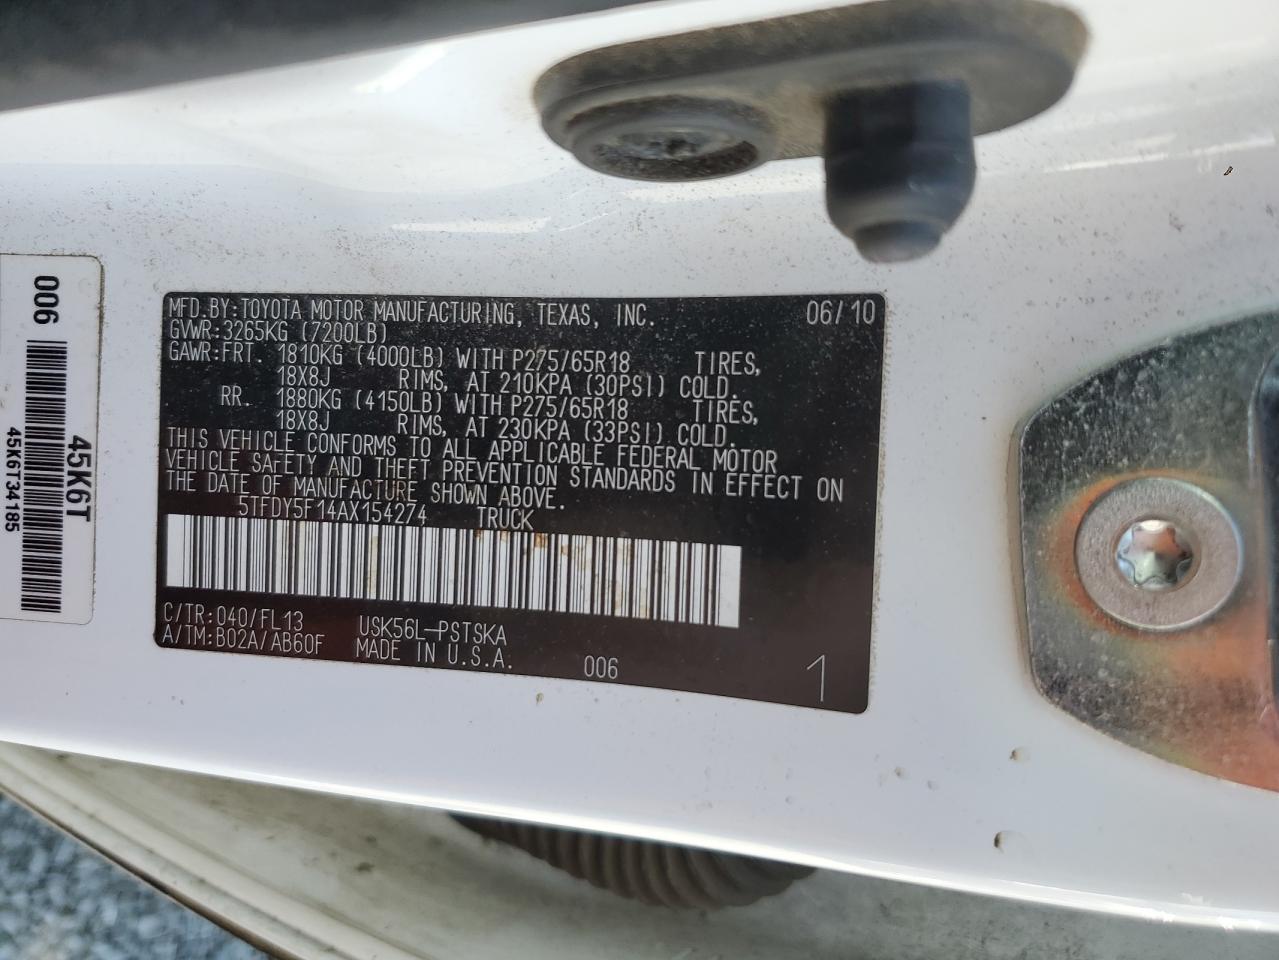 MFD.BY:TOYOTA MOTOR MANUFACTURING, TEXAS, INC. 06/10
GVWR:3265KG (7200LB)
GAWR:FRT. 1810KG (4000LB) WITH P275/65R18 TIRES,
18X8J RIMS, AT 210KPA (30PSI) COLD.
RR. 1880KG (4150LB) WITH P275/65R18 TIRES,
18X8J RIMS, AT 230KPA (33PSI) COLD.
THIS VEHICLE CONFORMS TO ALL APPLICABLE FEDERAL MOTOR
VEHICLE SAFETY AND THEFT PREVENTION STANDARDS IN EFFECT ON
THE DATE OF MANUFACTURE SHOWN ABOVE.
5TFDY5F14AX154274 TRUCK
C/TR:040/FL13 USK56L-PSTSKA
A/TM:B02A/AB60F MADE IN U.S.A. 006 1
006
45K6T
45K6T34185